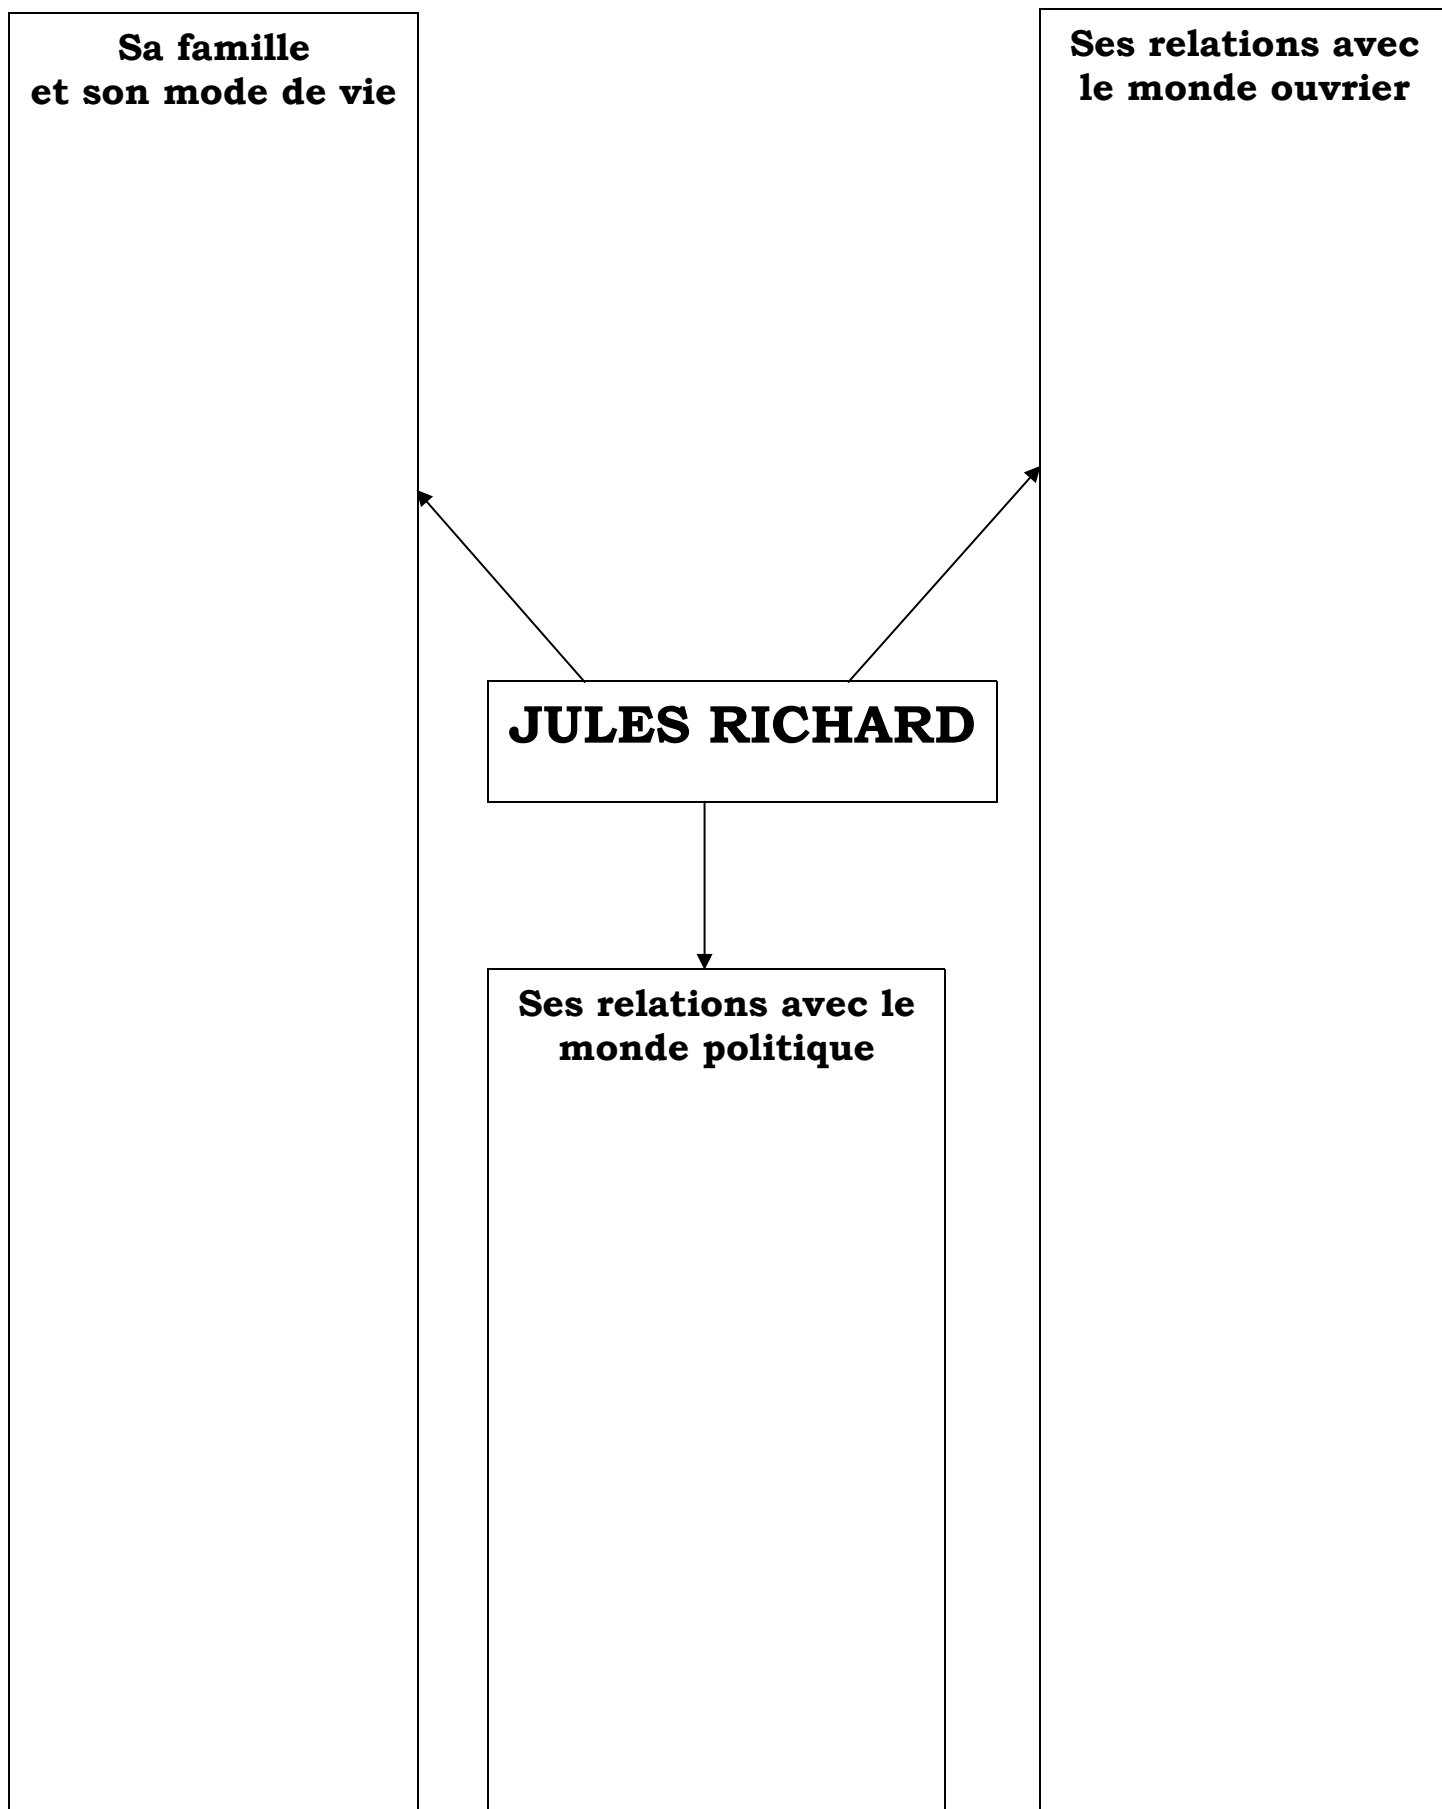 Sa famille
et son mode de vie
Ses relations avec
le monde ouvrier
JULES RICHARD
Ses relations avec le
monde politique